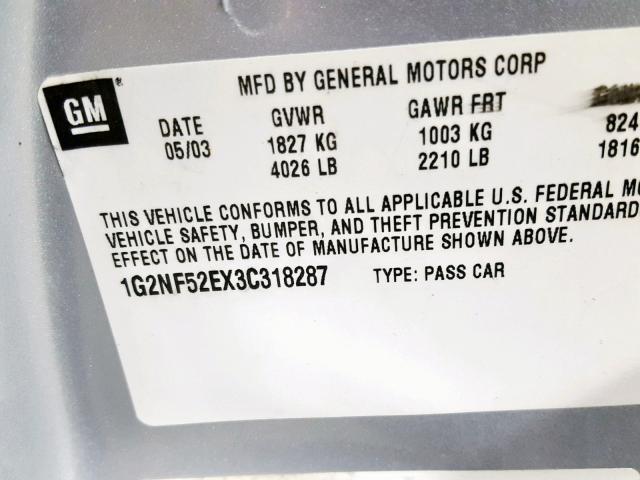 GM®
MFD BY GENERAL MOTORS CORP
DATE GVWR GAWR FRT
05/03 1827 KG 1003 KG 824
4026 LB 2210 LB 1816
THIS VEHICLE CONFORMS TO ALL APPLICABLE U.S. FEDERAL MO
VEHICLE SAFETY, BUMPER, AND THEFT PREVENTION STANDARD
EFFECT ON THE DATE OF MANUFACTURE SHOWN ABOVE.
1G2NF52EX3C318287 TYPE: PASS CAR